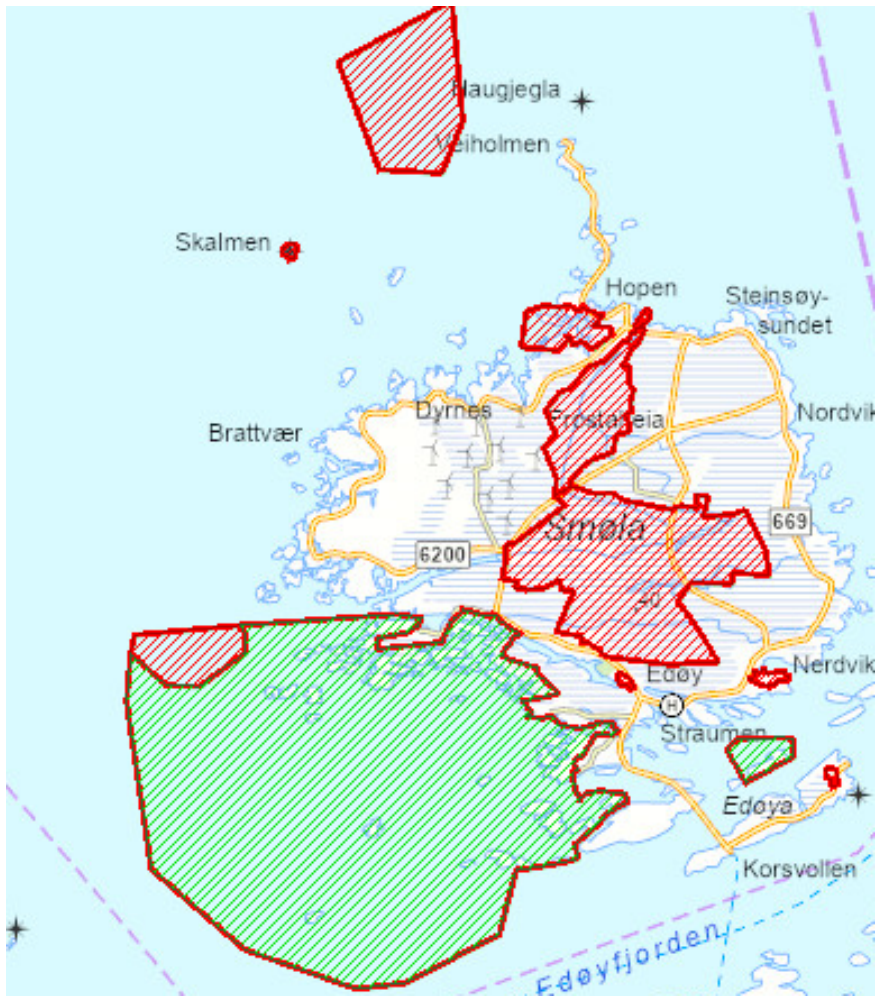 Haugjegla
Veiholmen
Skalmen
Hopen
Steinsøy-
sundet
Dyrnes
Frostaheia
Nordvik
Brattvær
Smøla
669
6200
40
Edøy
Nerdvik
H
Straumen
Edøya
Korsvollen
Edøyfjorden